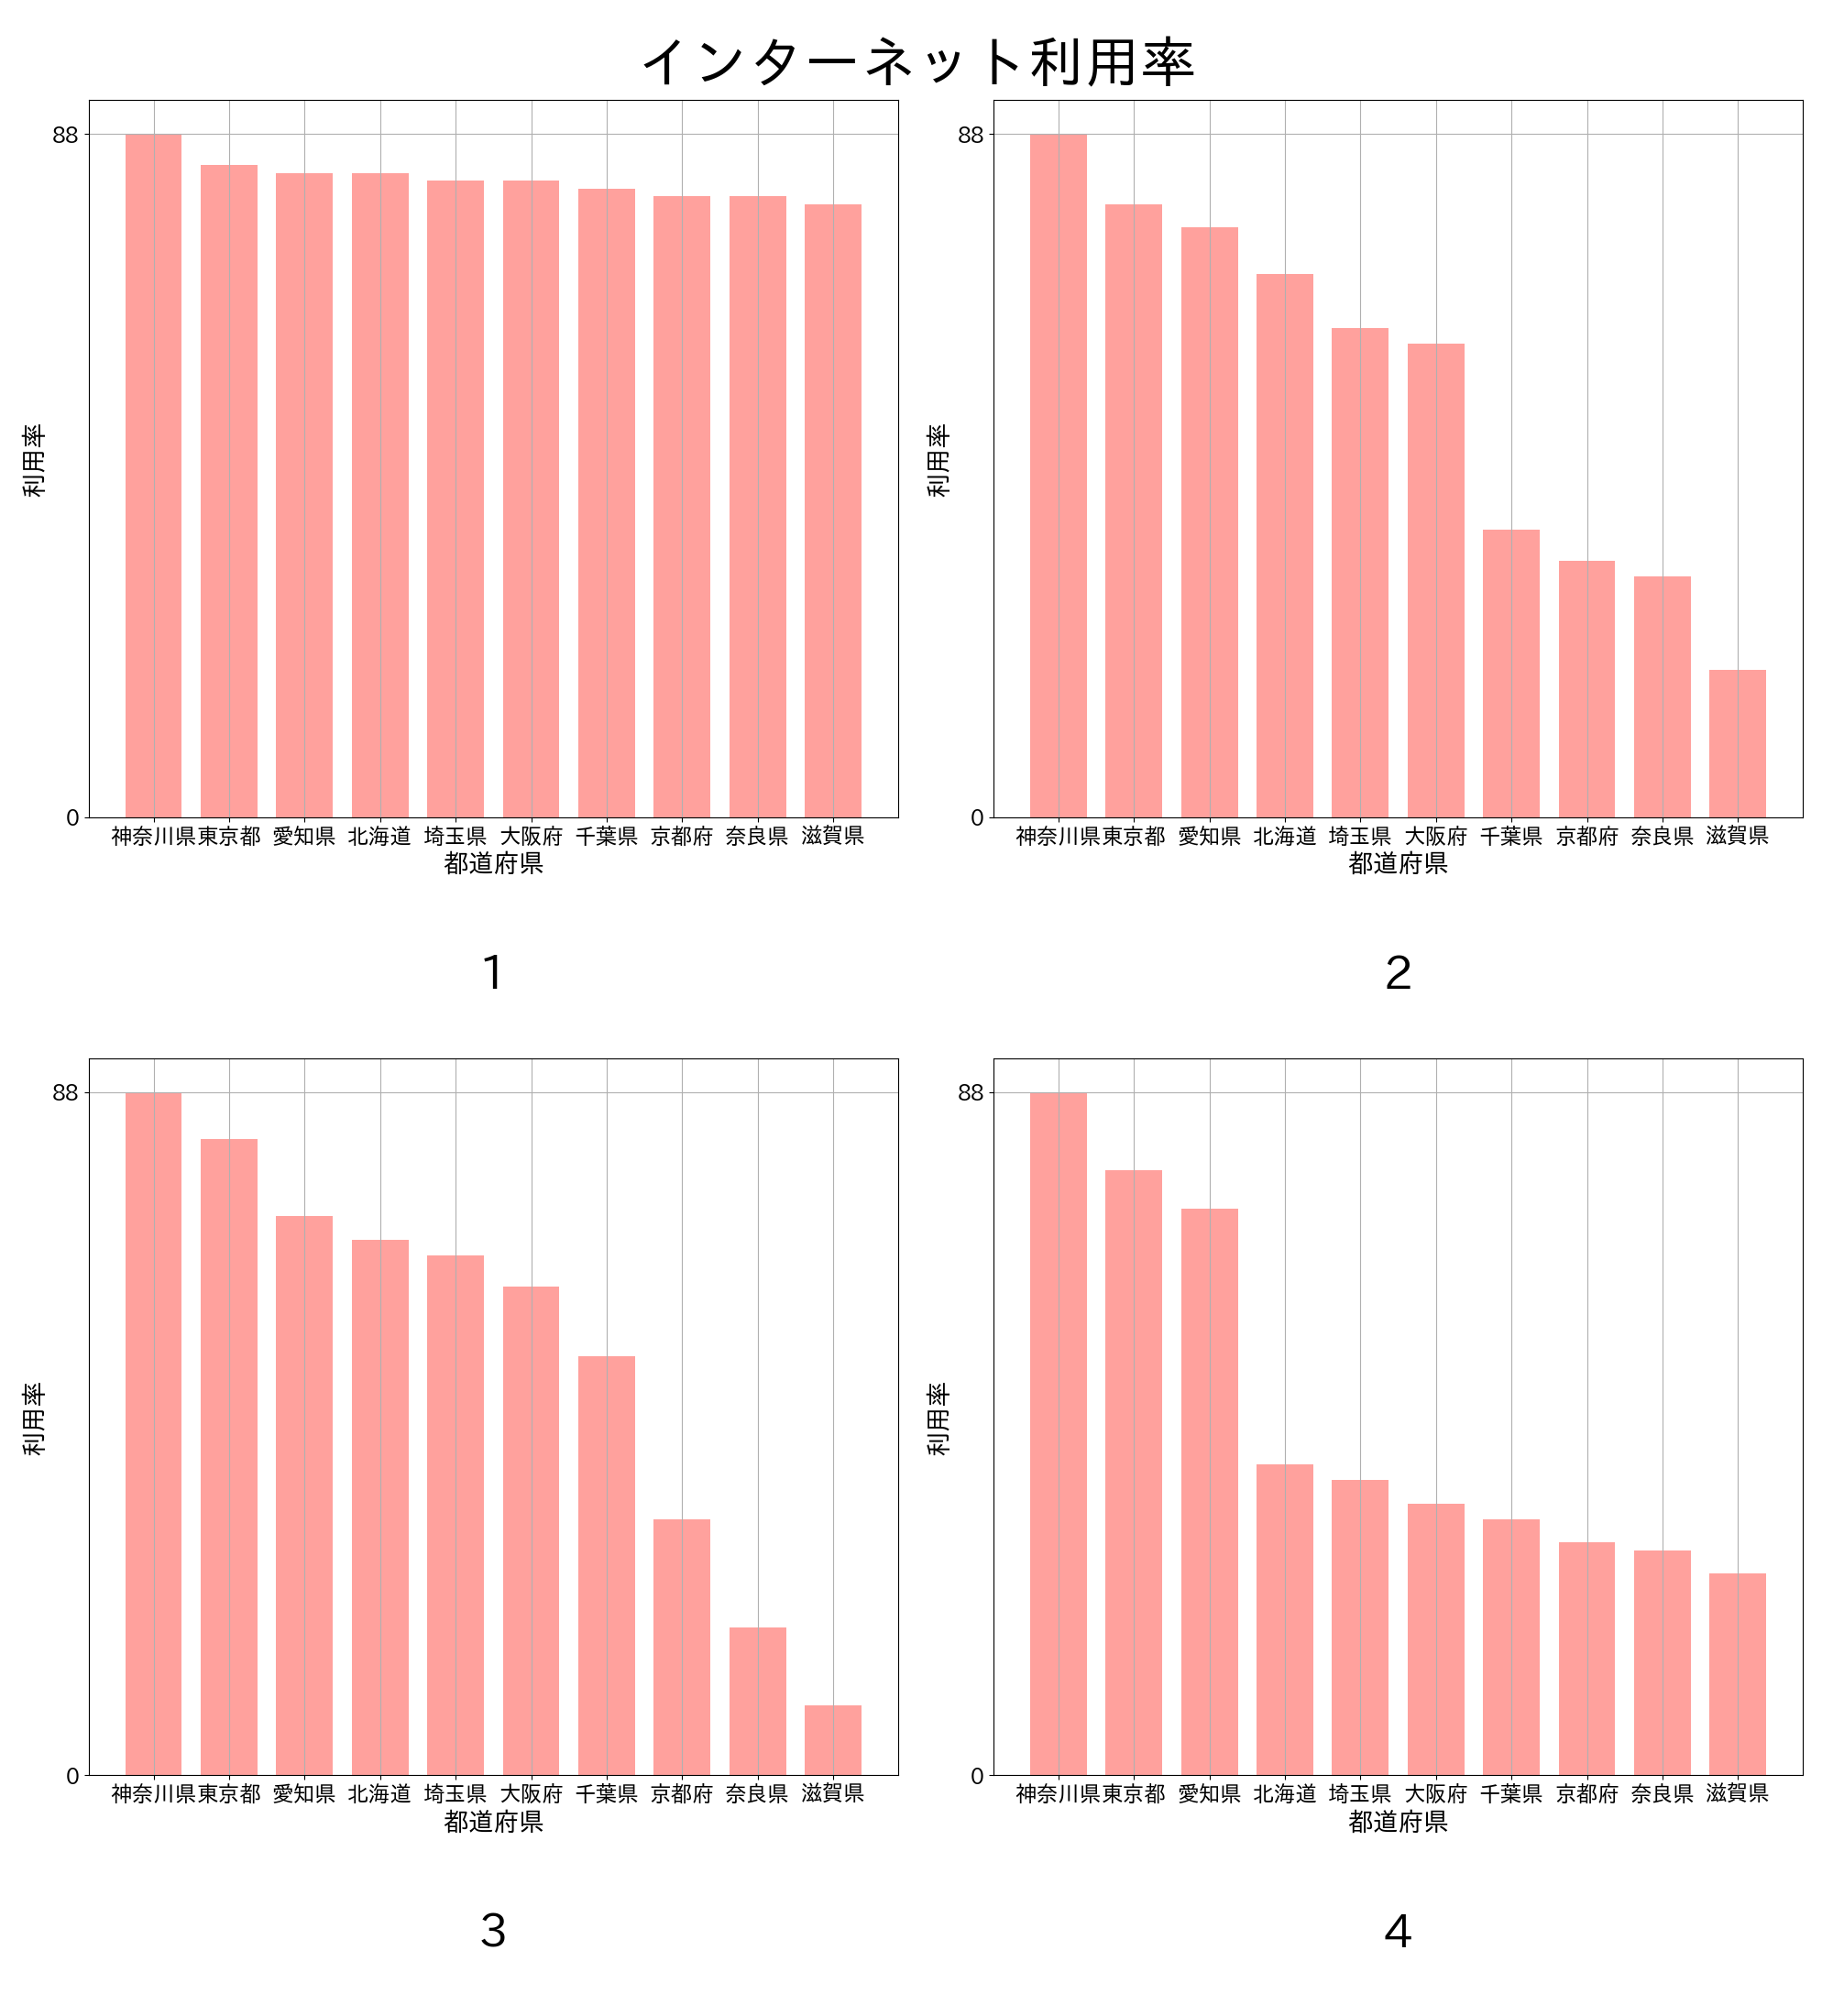 インターネット利用率
88
0
利用率
神奈川県 東京都 愛知県 北海道 埼玉県 大阪府 千葉県 京都府 奈良県 滋賀県
都道府県
1
88
0
利用率
神奈川県 東京都 愛知県 北海道 埼玉県 大阪府 千葉県 京都府 奈良県 滋賀県
都道府県
2
88
0
利用率
神奈川県 東京都 愛知県 北海道 埼玉県 大阪府 千葉県 京都府 奈良県 滋賀県
都道府県
3
88
0
利用率
神奈川県 東京都 愛知県 北海道 埼玉県 大阪府 千葉県 京都府 奈良県 滋賀県
都道府県
4